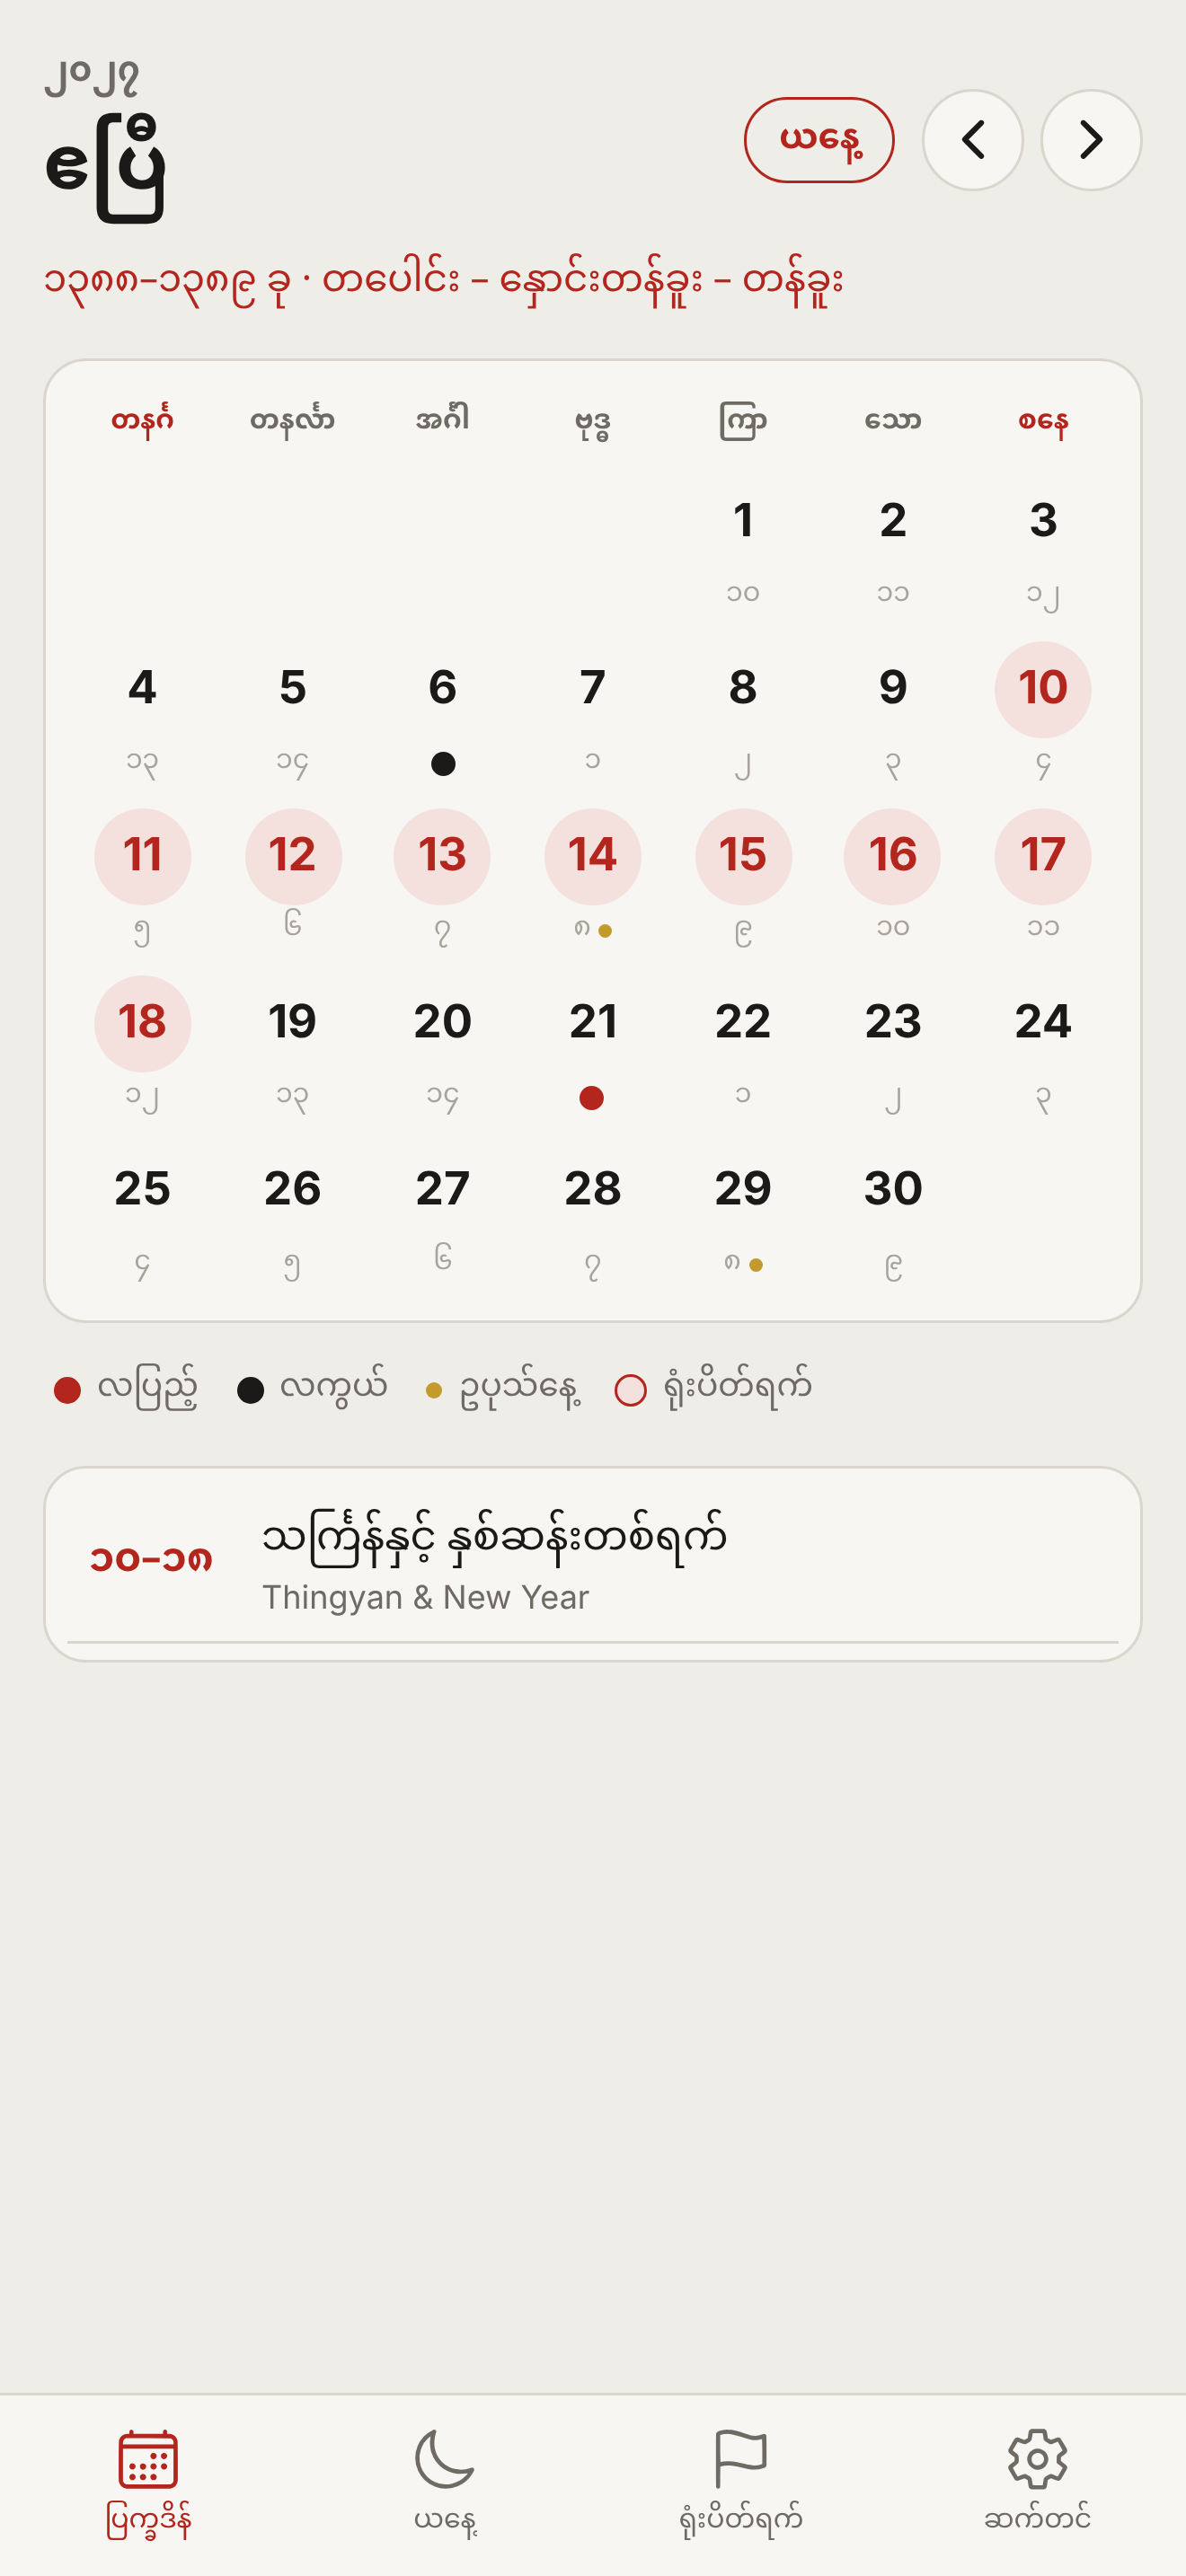 ၂၀၂၇
ဧပြီ
ယနေ့
၁၃၈၈–၁၃၈၉ ခု · တပေါင်း – နှောင်းတန်ခူး – တန်ခူး
တနင်္ဂ တနင်္လာ အင်္ဂါ ဗုဒ္ဓ ကြာ သော စနေ
1 2 3
၁၀ ၁၁ ၁၂
4 5 6 7 8 9 10
၁၃ ၁၄ ၁ ၂ ၃ ၄
11 12 13 14 15 16 17
၅ ၆ ၇ ၈ ၉ ၁၀ ၁၁
18 19 20 21 22 23 24
၁၂ ၁၃ ၁၄ ၁ ၂ ၃
25 26 27 28 29 30
၄ ၅ ၆ ၇ ၈ ၉
လပြည့် လကွယ် ဥပုသ်နေ့ ရုံးပိတ်ရက်
၁၀–၁၈
သင်္ကြန်နှင့် နှစ်ဆန်းတစ်ရက်
Thingyan & New Year
ပြက္ခဒိန် ယနေ့ ရုံးပိတ်ရက် ဆက်တင်